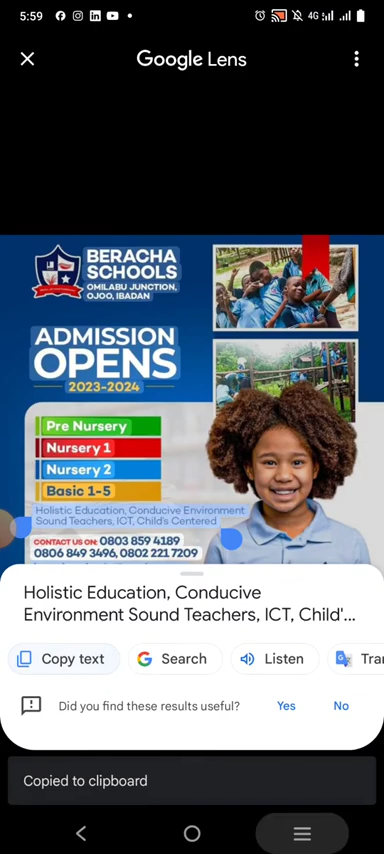 5:59
4G
Google Lens
BERACHA
SCHOOLS
OMILABU JUNCTION,
OJOO, IBADAN
ADMISSION
OPENS
2023-2024
Pre Nursery
Nursery 1
Nursery 2
Basic 1-5
Holistic Education, Conducive Environment
Sound Teachers, ICT, Child's Centered
CONTACT US ON: 0803 859 4189
0806 849 3496, 0802 221 7209
Holistic Education, Conducive
Environment Sound Teachers, ICT, Child'...
Copy text
Search
Listen
Tran
Did you find these results useful?
Yes
No
Copied to clipboard